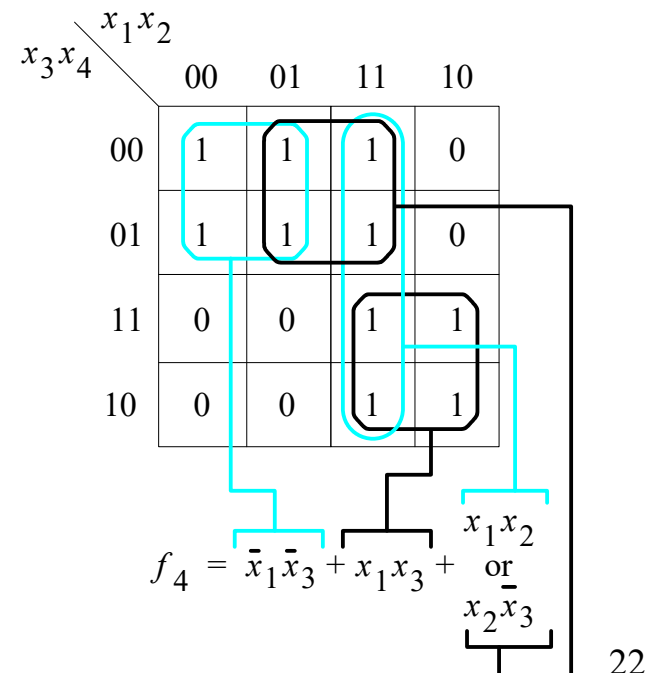 x₁x₂
x₃x₄
00 01 11 10
00 1 1 1 0
01 1 1 1 0
11 0 0 1 1
10 0 0 1 1
x₁x₂
f₄ = x̄₁x̄₃ + x₁x₃ + or
x₂x̄₃
22